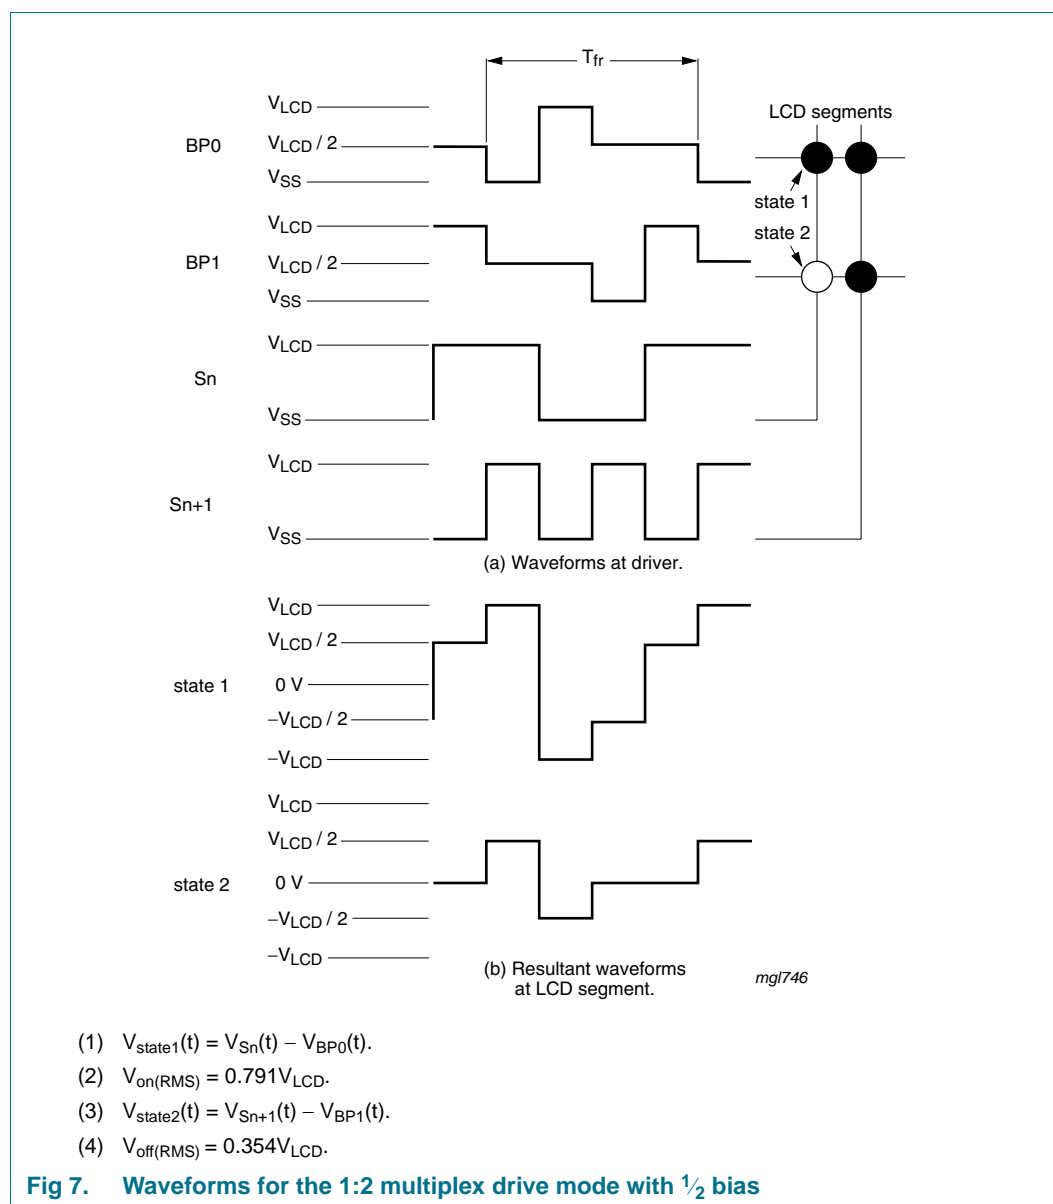 Tfr
VLCD
BP0
VLCD / 2
VSS
LCD segments
state 1
state 2
VLCD
BP1
VLCD / 2
VSS
VLCD
Sn
VSS
VLCD
Sn+1
VSS
(a) Waveforms at driver.
VLCD
VLCD / 2
state 1
0 V
−VLCD / 2
−VLCD
VLCD
VLCD / 2
state 2
0 V
−VLCD / 2
−VLCD
(b) Resultant waveforms
at LCD segment.
mgl746
(1) Vstate1(t) = VSn(t) − VBP0(t).
(2) Von(RMS) = 0.791VLCD.
(3) Vstate2(t) = VSn+1(t) − VBP1(t).
(4) Voff(RMS) = 0.354VLCD.
Fig 7. Waveforms for the 1:2 multiplex drive mode with 1⁄2 bias